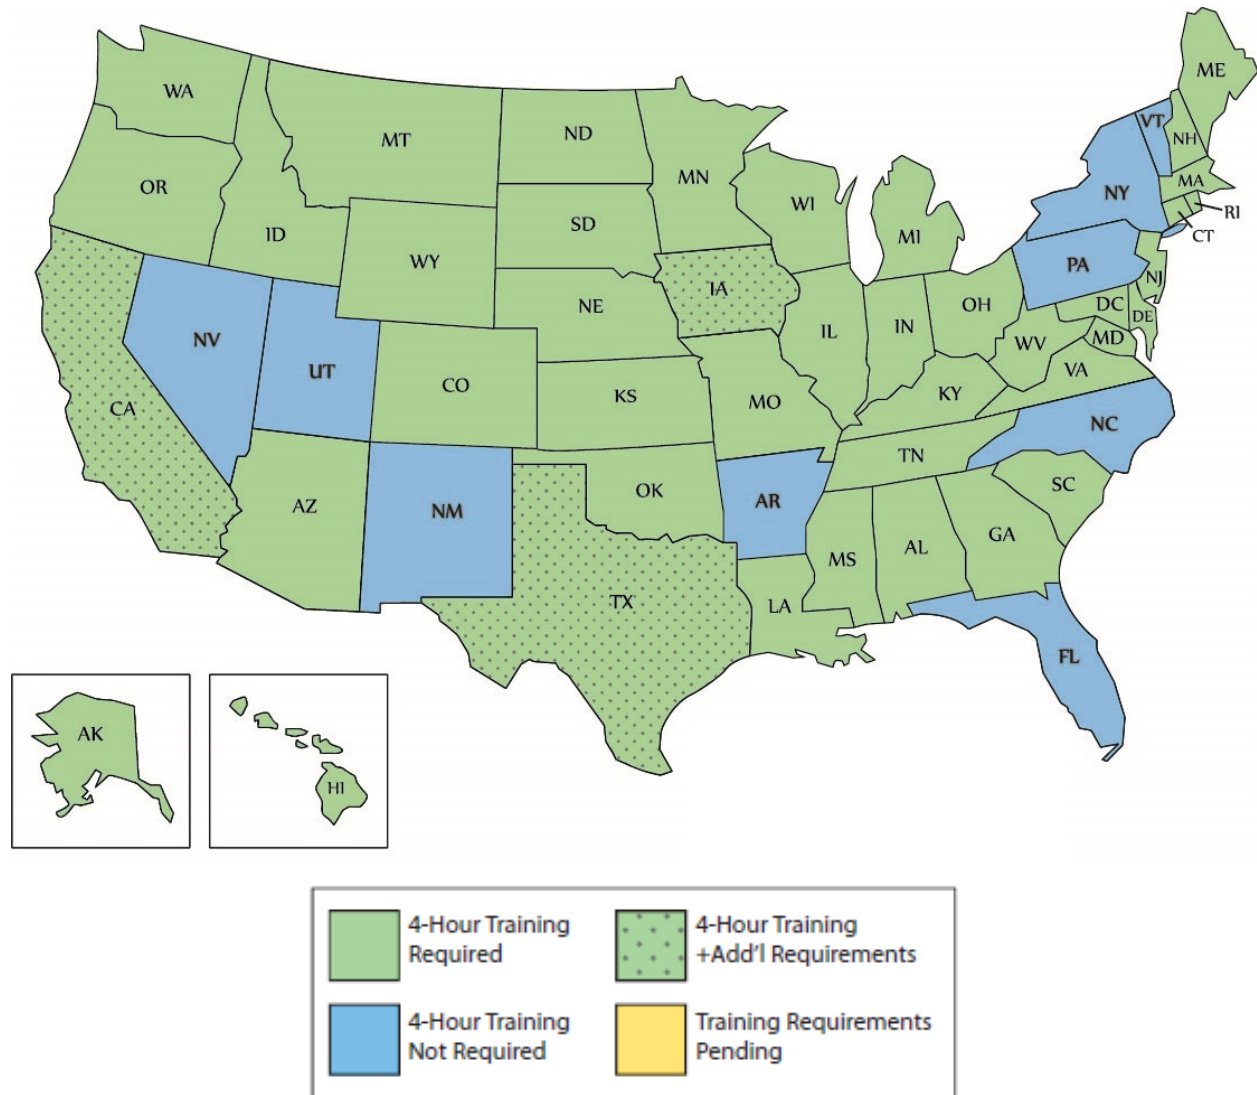 ME
WA
VT
MT
ND
NH
OR
MN
MA
NY
WI
RI
SD
ID
MI
CT
WY
PA
IA
NJ
NE
OH
DC
DE
IL
IN
NV
WV
MD
UT
VA
CO
KS
KY
MO
CA
NC
TN
SC
OK
AR
AZ
NM
GA
AL
MS
TX
LA
FL
AK
HI
4-Hour Training
Required
4-Hour Training
+Add'l Requirements
4-Hour Training
Not Required
Training Requirements
Pending